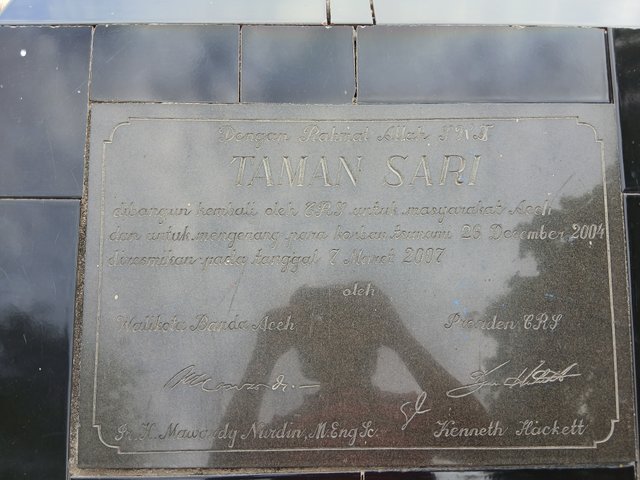 Dengan Rahmat Allah SWT
TAMAN SARI
dibangun kembali oleh CRS untuk masyarakat Aceh
dan untuk mengenang para korban tsunami 26 December 2004
diresmikan pada tanggal 7 Maret 2007
oleh
Walikota Banda Aceh Presiden CRS
Ir. H. Mawardy Nurdin, M.Eng.Sc. Kenneth Hackett